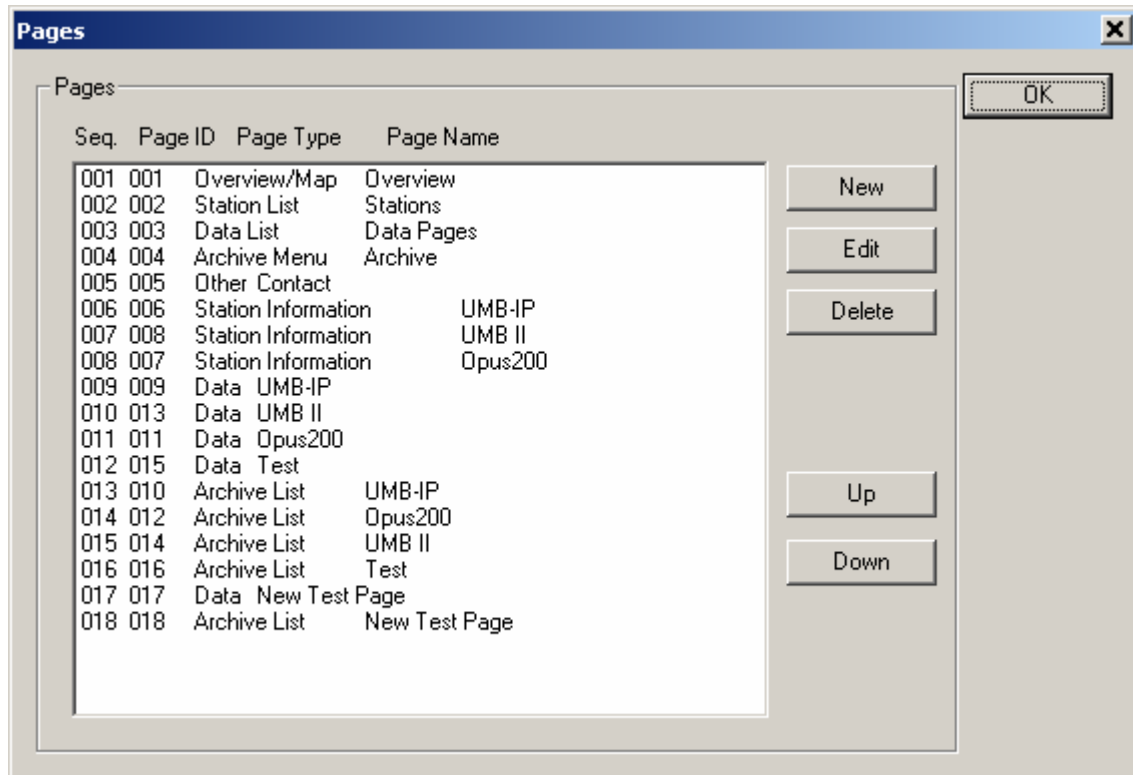 Pages
Pages
OK
Seq. Page ID Page Type Page Name
001 001 Overview/Map Overview
002 002 Station List Stations
003 003 Data List Data Pages
004 004 Archive Menu Archive
005 005 Other Contact
006 006 Station Information UMB-IP
007 008 Station Information UMB II
008 007 Station Information Opus200
009 009 Data UMB-IP
010 013 Data UMB II
011 011 Data Opus200
012 015 Data Test
013 010 Archive List UMB-IP
014 012 Archive List Opus200
015 014 Archive List UMB II
016 016 Archive List Test
017 017 Data New Test Page
018 018 Archive List New Test Page
New
Edit
Delete
Up
Down